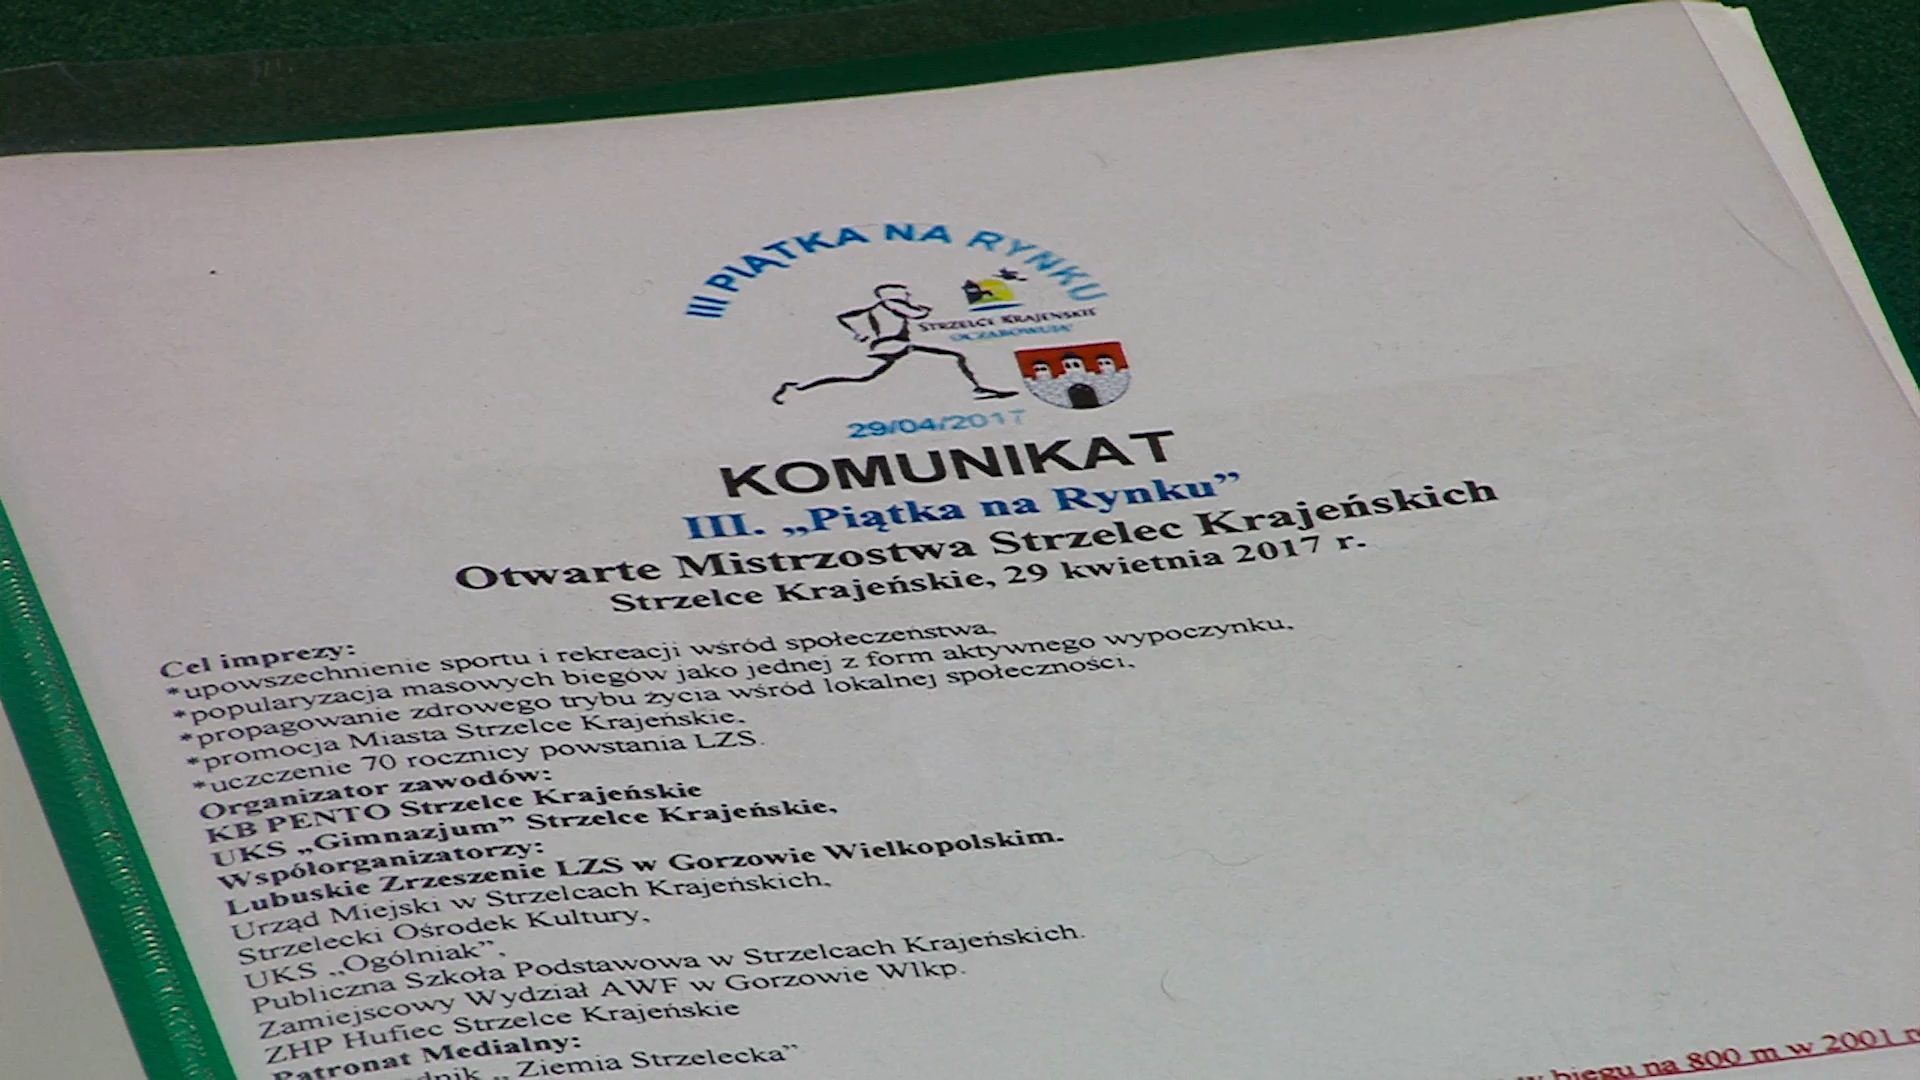 III PIĄTKA NA RYNKU
STRZELCE KRAJEŃSKIE
OCZAROWUJĄ!
29/04/2017
KOMUNIKAT
III. „Piątka na Rynku”
Otwarte Mistrzostwa Strzelec Krajeńskich
Strzelce Krajeńskie, 29 kwietnia 2017 r.
Cel imprezy:
*upowszechnienie sportu i rekreacji wśród społeczeństwa,
*popularyzacja masowych biegów jako jednej z form aktywnego wypoczynku,
*propagowanie zdrowego trybu życia wśród lokalnej społeczności,
*promocja Miasta Strzelce Krajeńskie,
*uczczenie 70 rocznicy powstania LZS.
Organizator zawodów:
KB PENTO Strzelce Krajeńskie
UKS „Gimnazjum” Strzelce Krajeńskie,
Współorganizatorzy:
Lubuskie Zrzeszenie LZS w Gorzowie Wielkopolskim.
Urząd Miejski w Strzelcach Krajeńskich,
Strzelecki Ośrodek Kultury,
UKS „Ogólniak”,
Publiczna Szkoła Podstawowa w Strzelcach Krajeńskich.
Zamiejscowy Wydział AWF w Gorzowie Wlkp.
ZHP Hufiec Strzelce Krajeńskie
Patronat Medialny:
„ Ziemia Strzelecka”
w biegu na 800 m w 2001